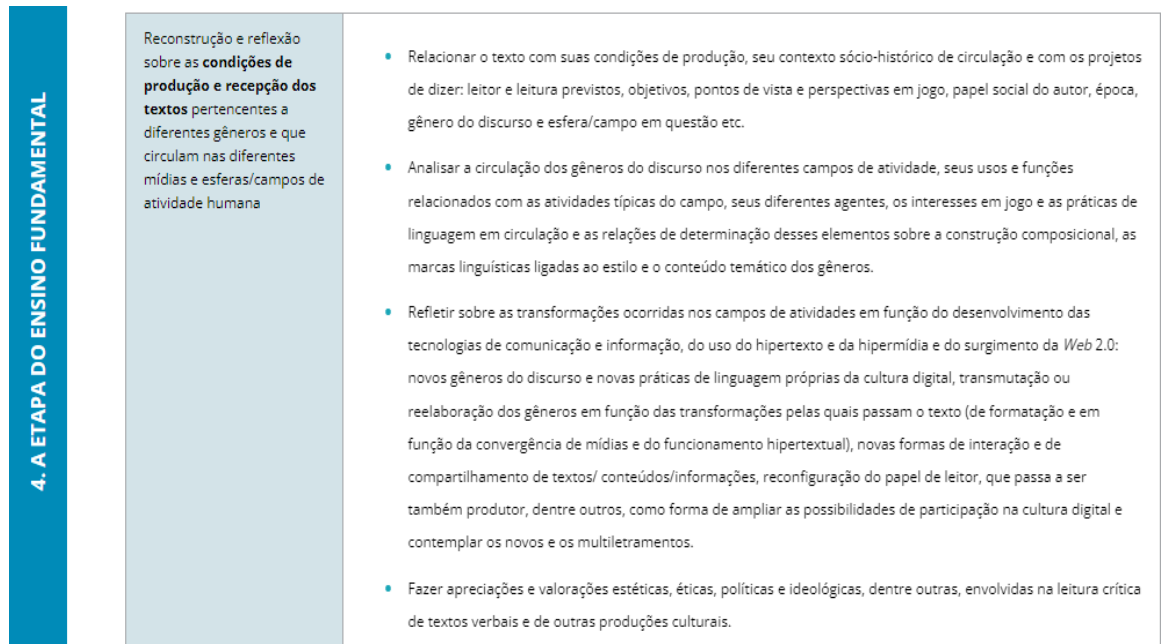 4. A ETAPA DO ENSINO FUNDAMENTAL
Reconstrução e reflexão
sobre as condições de
produção e recepção dos
textos pertencentes a
diferentes gêneros e que
circulam nas diferentes
mídias e esferas/campos de
atividade humana
• Relacionar o texto com suas condições de produção, seu contexto sócio-histórico de circulação e com os projetos
de dizer: leitor e leitura previstos, objetivos, pontos de vista e perspectivas em jogo, papel social do autor, época,
gênero do discurso e esfera/campo em questão etc.
• Analisar a circulação dos gêneros do discurso nos diferentes campos de atividade, seus usos e funções
relacionados com as atividades típicas do campo, seus diferentes agentes, os interesses em jogo e as práticas de
linguagem em circulação e as relações de determinação desses elementos sobre a construção composicional, as
marcas linguísticas ligadas ao estilo e o conteúdo temático dos gêneros.
• Refletir sobre as transformações ocorridas nos campos de atividades em função do desenvolvimento das
tecnologias de comunicação e informação, do uso do hipertexto e da hipermídia e do surgimento da Web 2.0:
novos gêneros do discurso e novas práticas de linguagem próprias da cultura digital, transmutação ou
reelaboração dos gêneros em função das transformações pelas quais passam o texto (de formatação e em
função da convergência de mídias e do funcionamento hipertextual), novas formas de interação e de
compartilhamento de textos/ conteúdos/informações, reconfiguração do papel de leitor, que passa a ser
também produtor, dentre outros, como forma de ampliar as possibilidades de participação na cultura digital e
contemplar os novos e os multiletramentos.
• Fazer apreciações e valorações estéticas, éticas, políticas e ideológicas, dentre outras, envolvidas na leitura crítica
de textos verbais e de outras produções culturais.